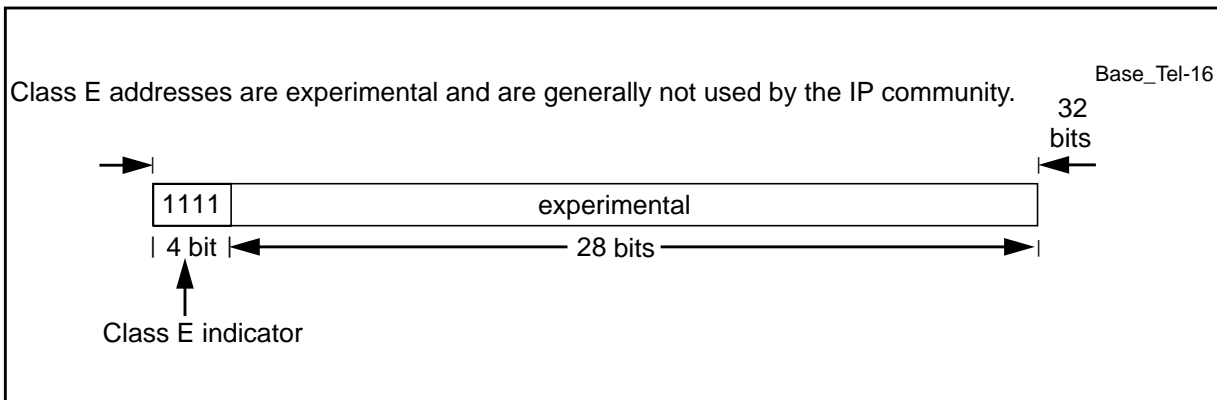 Base_Tel-16
Class E addresses are experimental and are generally not used by the IP community.
32
bits
1111
experimental
4 bit
28 bits
Class E indicator